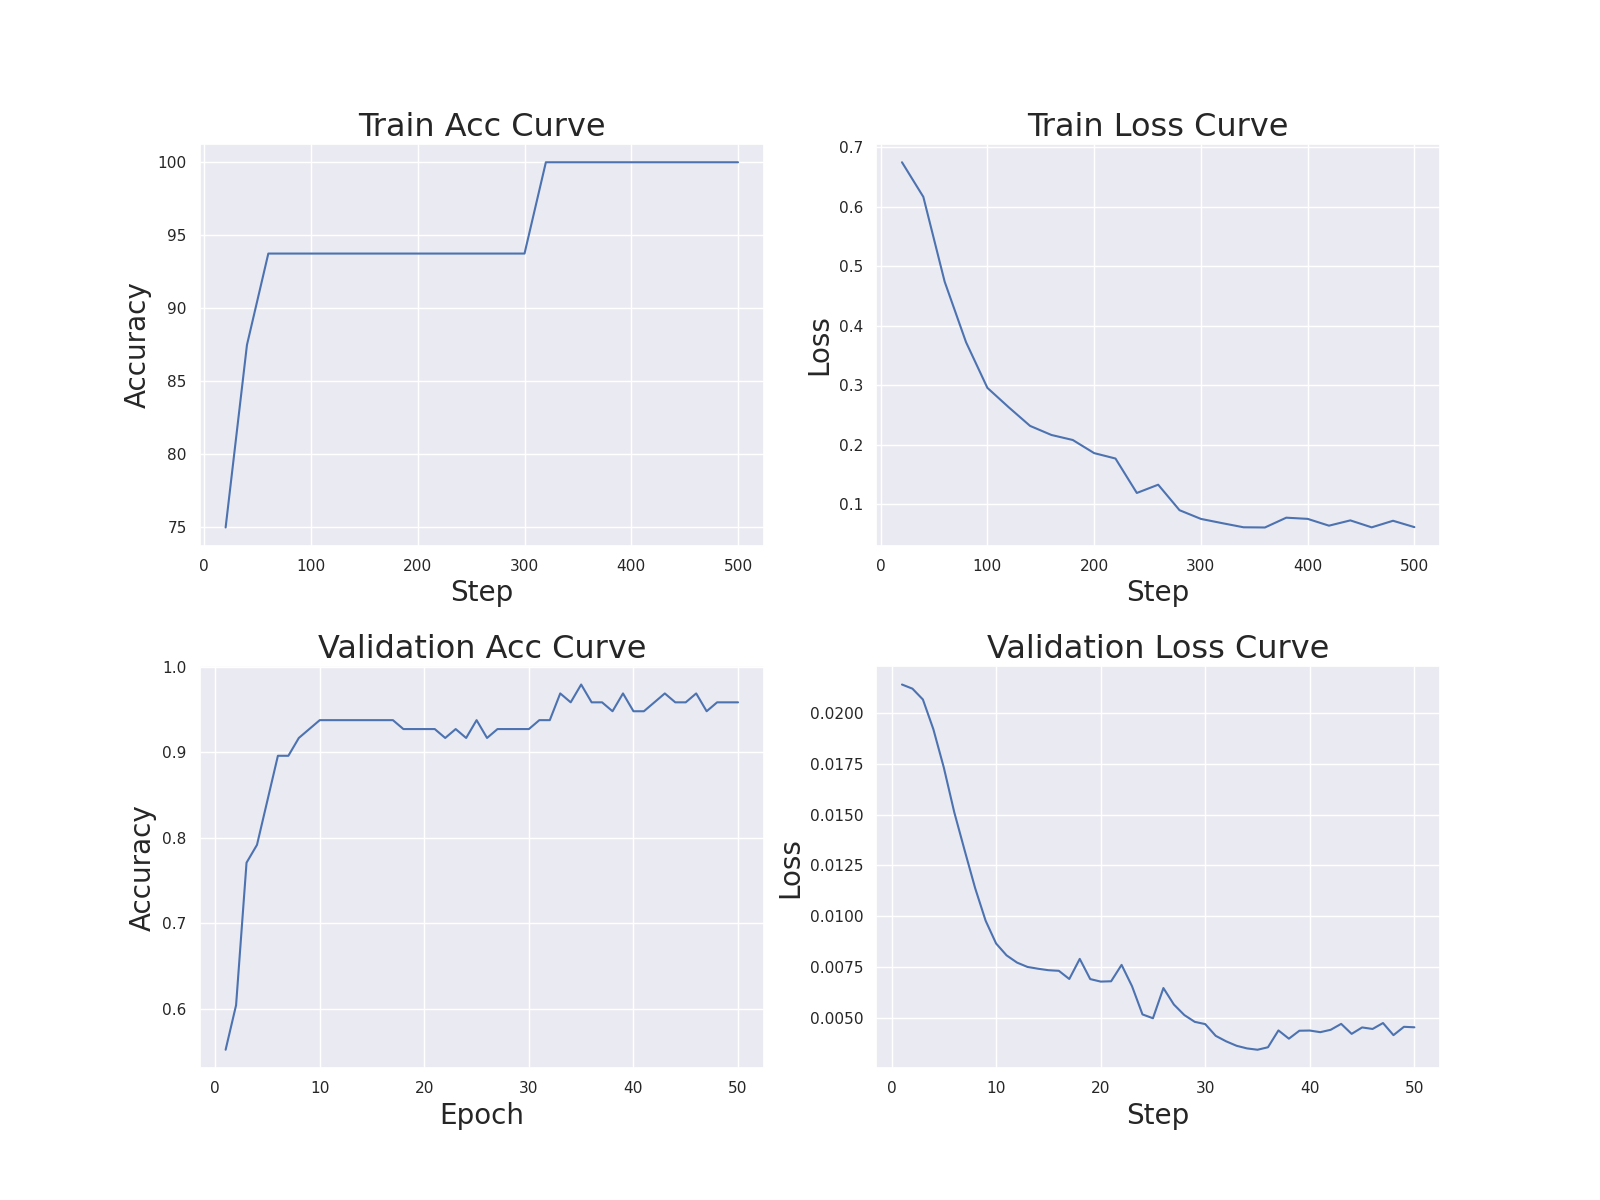 Train Acc Curve
Accuracy
100
95
90
85
80
75
0 100 200 300 400 500
Step
Train Loss Curve
Loss
0.7
0.6
0.5
0.4
0.3
0.2
0.1
0 100 200 300 400 500
Step
Validation Acc Curve
Accuracy
1.0
0.9
0.8
0.7
0.6
0 10 20 30 40 50
Epoch
Validation Loss Curve
Loss
0.0200
0.0175
0.0150
0.0125
0.0100
0.0075
0.0050
0 10 20 30 40 50
Step